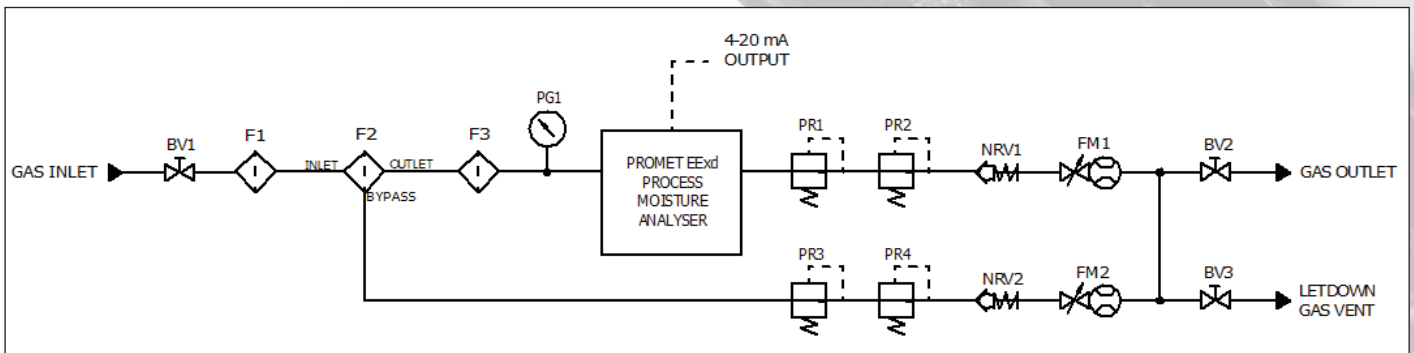 4-20 mA
OUTPUT
PG1
BV1
F1
F2
F3
PR1
PR2
NRV1
FM1
BV2
GAS INLET
INLET
OUTLET
BYPASS
PROMET EExd
PROCESS
MOISTURE
ANALYSER
GAS OUTLET
PR3
PR4
NRV2
FM2
BV3
LETDOWN
GAS VENT